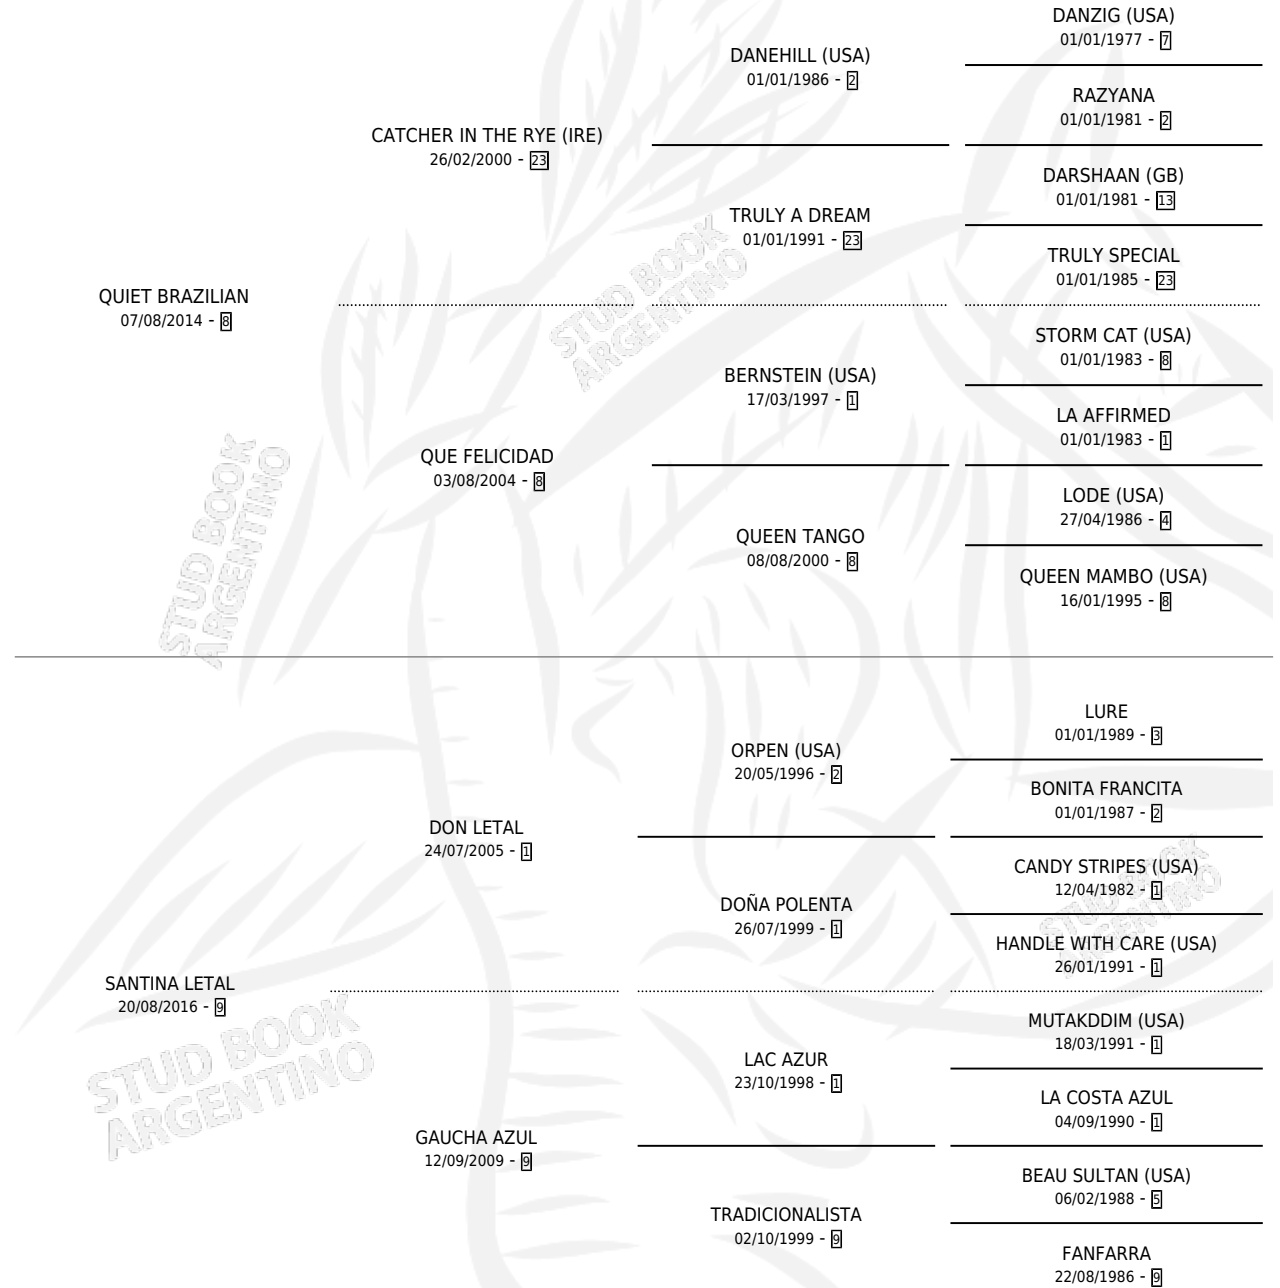 DANZIG (USA)
01/01/1977 - 7
DANEHILL (USA)
01/01/1986 - 2
RAZYANA
01/01/1981 - 2
CATCHER IN THE RYE (IRE)
26/02/2000 - 23
DARSHAAN (GB)
01/01/1981 - 13
TRULY A DREAM
01/01/1991 - 23
TRULY SPECIAL
01/01/1985 - 23
QUIET BRAZILIAN
07/08/2014 - 8
STORM CAT (USA)
01/01/1983 - 8
BERNSTEIN (USA)
17/03/1997 - 1
LA AFFIRMED
01/01/1983 - 1
QUE FELICIDAD
03/08/2004 - 8
LODE (USA)
27/04/1986 - 4
QUEEN TANGO
08/08/2000 - 8
QUEEN MAMBO (USA)
16/01/1995 - 8
STUD BOOK
ARGENTINO
STUD BOOK
ARGENTINO
LURE
01/01/1989 - 3
ORPEN (USA)
20/05/1996 - 2
BONITA FRANCITA
01/01/1987 - 2
DON LETAL
24/07/2005 - 1
CANDY STRIPES (USA)
12/04/1982 - 1
DOÑA POLENTA
26/07/1999 - 1
HANDLE WITH CARE (USA)
26/01/1991 - 1
SANTINA LETAL
20/08/2016 - 9
MUTAKDDIM (USA)
18/03/1991 - 1
LAC AZUR
23/10/1998 - 1
LA COSTA AZUL
04/09/1990 - 1
GAUCHA AZUL
12/09/2009 - 9
BEAU SULTAN (USA)
06/02/1988 - 5
TRADICIONALISTA
02/10/1999 - 9
FANFARRA
22/08/1986 - 9
STUD BOOK
ARGENTINO
STUD BOOK
ARGENTINO